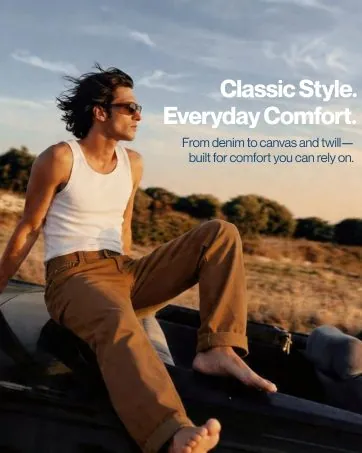 Classic Style.
Everyday Comfort.
From denim to canvas and twill—
built for comfort you can rely on.